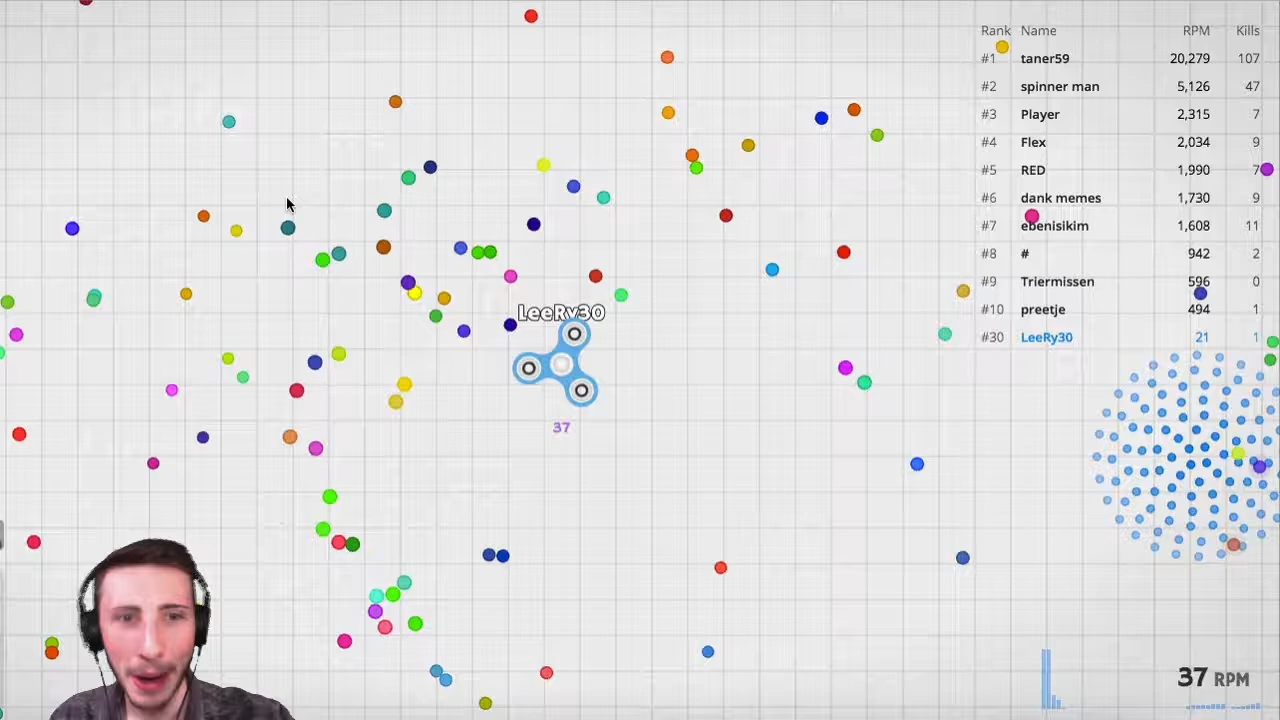 Rank Name RPM Kills
#1 taner59 20,279 107
#2 spinner man 5,126 47
#3 Player 2,315 7
#4 Flex 2,034 9
#5 RED 1,990 7
#6 dank memes 1,730 9
#7 ebenisikim 1,608 11
#8 # 942 2
#9 Triermissen 596 0
#10 preetje 494 1
#30 LeeRy30 21 1
LeeRy30
37
37 RPM